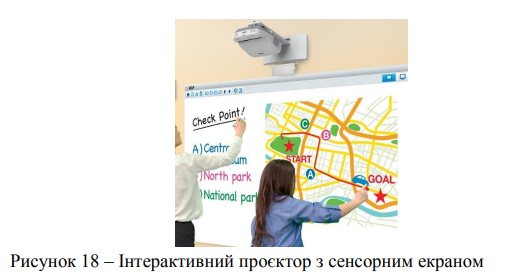 Check Point!
A) Centr
um
) North park
) National park
C
B
START
A
GOAL
Рисунок 18 – Інтерактивний проєктор з сенсорним екраном